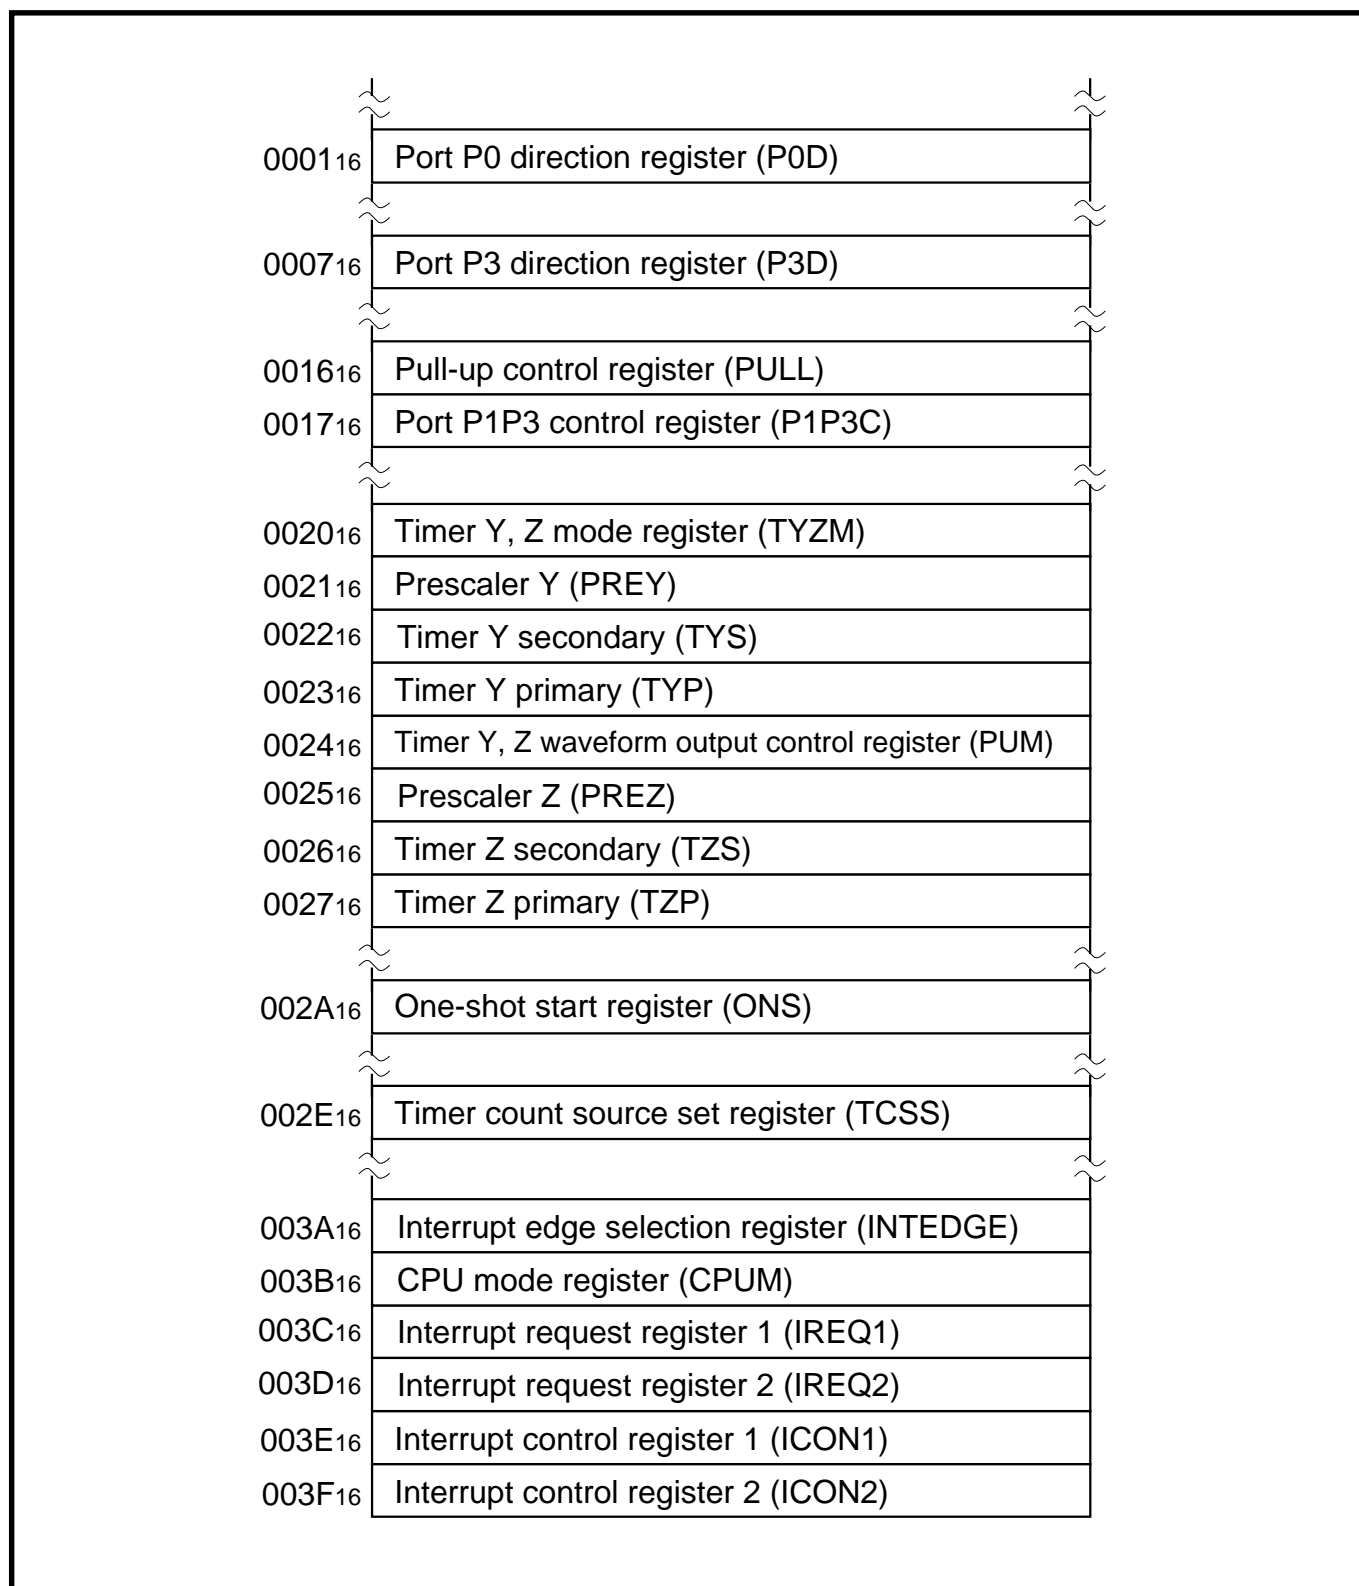 0001₁₆ Port P0 direction register (P0D)
0007₁₆ Port P3 direction register (P3D)
0016₁₆ Pull-up control register (PULL)
0017₁₆ Port P1P3 control register (P1P3C)
0020₁₆ Timer Y, Z mode register (TYZM)
0021₁₆ Prescaler Y (PREY)
0022₁₆ Timer Y secondary (TYS)
0023₁₆ Timer Y primary (TYP)
0024₁₆ Timer Y, Z waveform output control register (PUM)
0025₁₆ Prescaler Z (PREZ)
0026₁₆ Timer Z secondary (TZS)
0027₁₆ Timer Z primary (TZP)
002A₁₆ One-shot start register (ONS)
002E₁₆ Timer count source set register (TCSS)
003A₁₆ Interrupt edge selection register (INTEDGE)
003B₁₆ CPU mode register (CPUM)
003C₁₆ Interrupt request register 1 (IREQ1)
003D₁₆ Interrupt request register 2 (IREQ2)
003E₁₆ Interrupt control register 1 (ICON1)
003F₁₆ Interrupt control register 2 (ICON2)